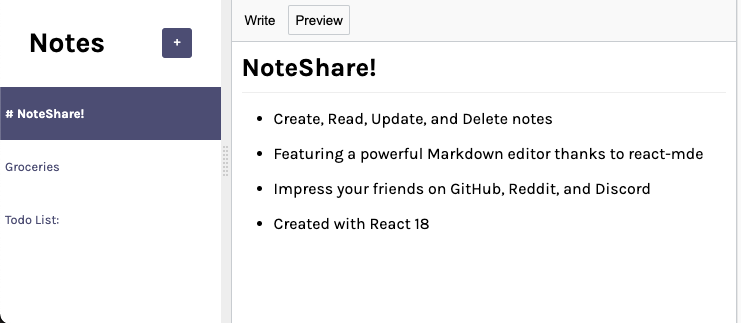 Notes
+
# NoteShare!
Groceries
Todo List:
Write Preview
NoteShare!
• Create, Read, Update, and Delete notes
• Featuring a powerful Markdown editor thanks to react-mde
• Impress your friends on GitHub, Reddit, and Discord
• Created with React 18